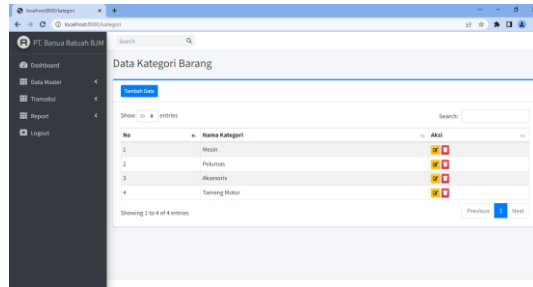 localhost:8000/kategori
localhost:8000/kategori
PT. Banua Batuah BJM
Search
Dashboard
Data Master
Transaksi
Report
Logout
Data Kategori Barang
Tambah Data
Show 10 entries
Search:
No Nama Kategori Aksi
1 Mesin
2 Pelumas
3 Aksesoris
4 Tameng Motor
Showing 1 to 4 of 4 entries
Previous 1 Next